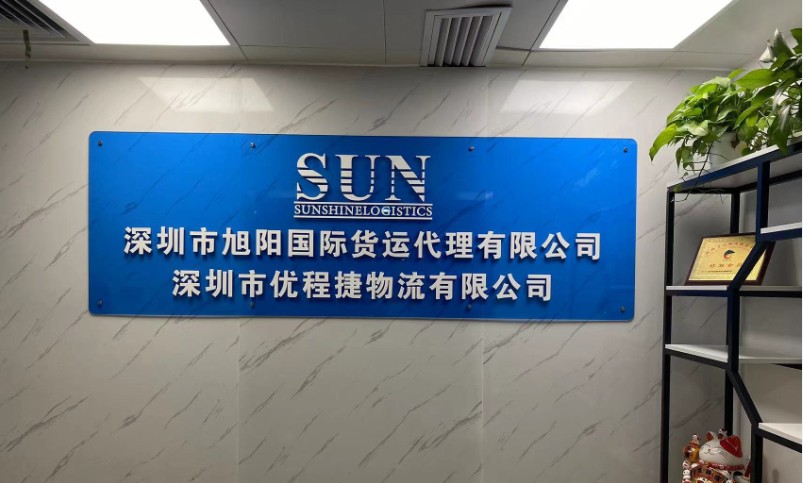 SUN
SUNSHINELOGISTICS
深圳市旭阳国际货运代理有限公司
深圳市优程捷物流有限公司